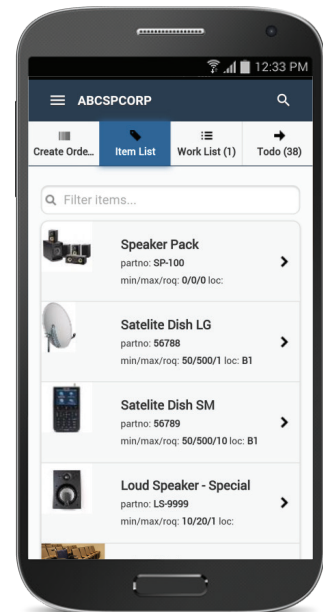 12:33 PM
ABCSPCORP
Create Orde...
Item List
Work List (1)
Todo (38)
Filter items...
Speaker Pack
partno: SP-100
min/max/roq: 0/0/0 loc:
Satelite Dish LG
partno: 56788
min/max/roq: 50/500/1 loc: B1
Satelite Dish SM
partno: 56789
min/max/roq: 50/500/10 loc: B1
Loud Speaker - Special
partno: LS-9999
min/max/roq: 10/20/1 loc: